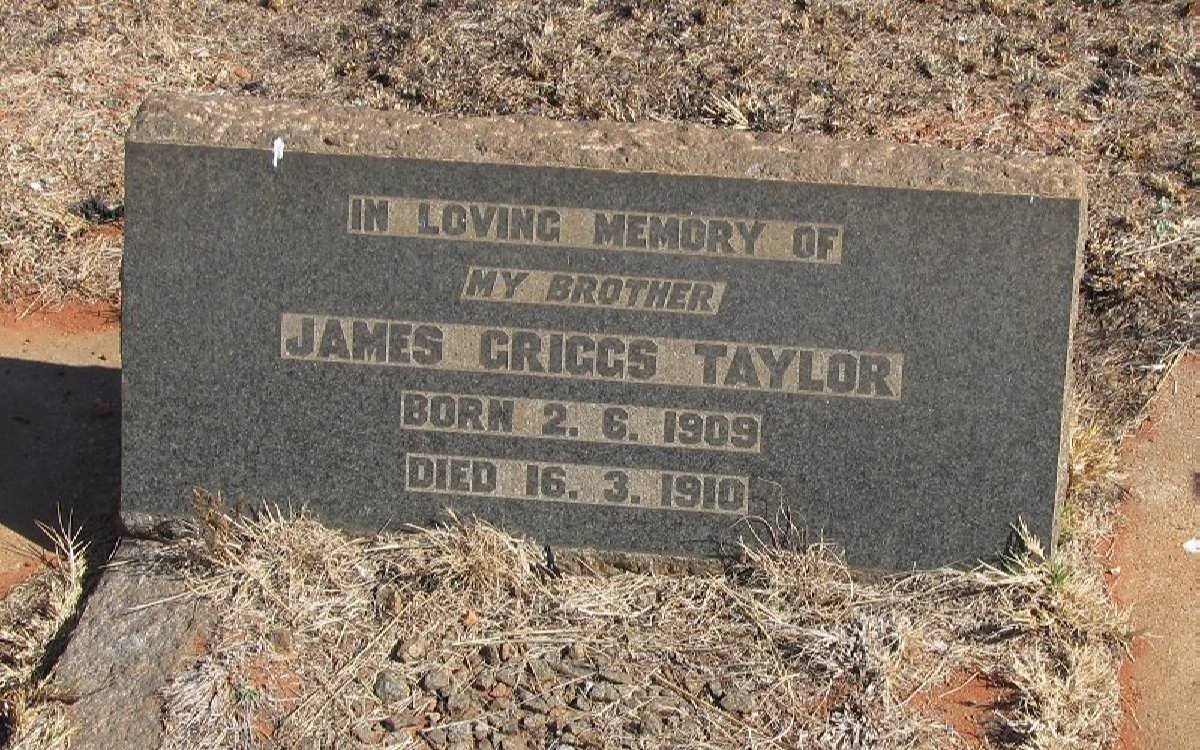 IN LOVING MEMORY OF
MY BROTHER
JAMES GRIGGS TAYLOR
BORN 2. 6. 1909
DIED 16. 3. 1910